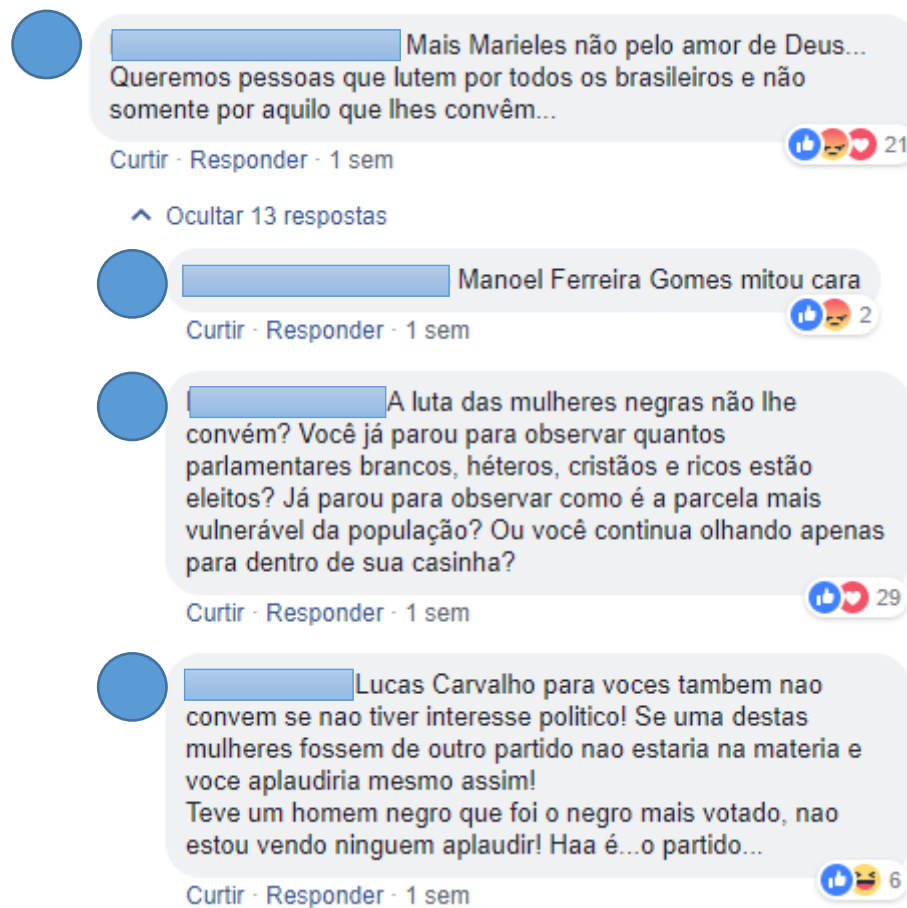 Mais Marieles não pelo amor de Deus...
Queremos pessoas que lutem por todos os brasileiros e não
somente por aquilo que lhes convêm...
21
Curtir · Responder · 1 sem
Ocultar 13 respostas
Manoel Ferreira Gomes mitou cara
2
Curtir · Responder · 1 sem
A luta das mulheres negras não lhe
convém? Você já parou para observar quantos
parlamentares brancos, héteros, cristãos e ricos estão
eleitos? Já parou para observar como é a parcela mais
vulnerável da população? Ou você continua olhando apenas
para dentro de sua casinha?
29
Curtir · Responder · 1 sem
Lucas Carvalho para voces tambem nao
convem se nao tiver interesse politico! Se uma destas
mulheres fossem de outro partido nao estaria na materia e
voce aplaudiria mesmo assim!
Teve um homem negro que foi o negro mais votado, nao
estou vendo ninguem aplaudir! Haa é...o partido...
6
Curtir · Responder · 1 sem